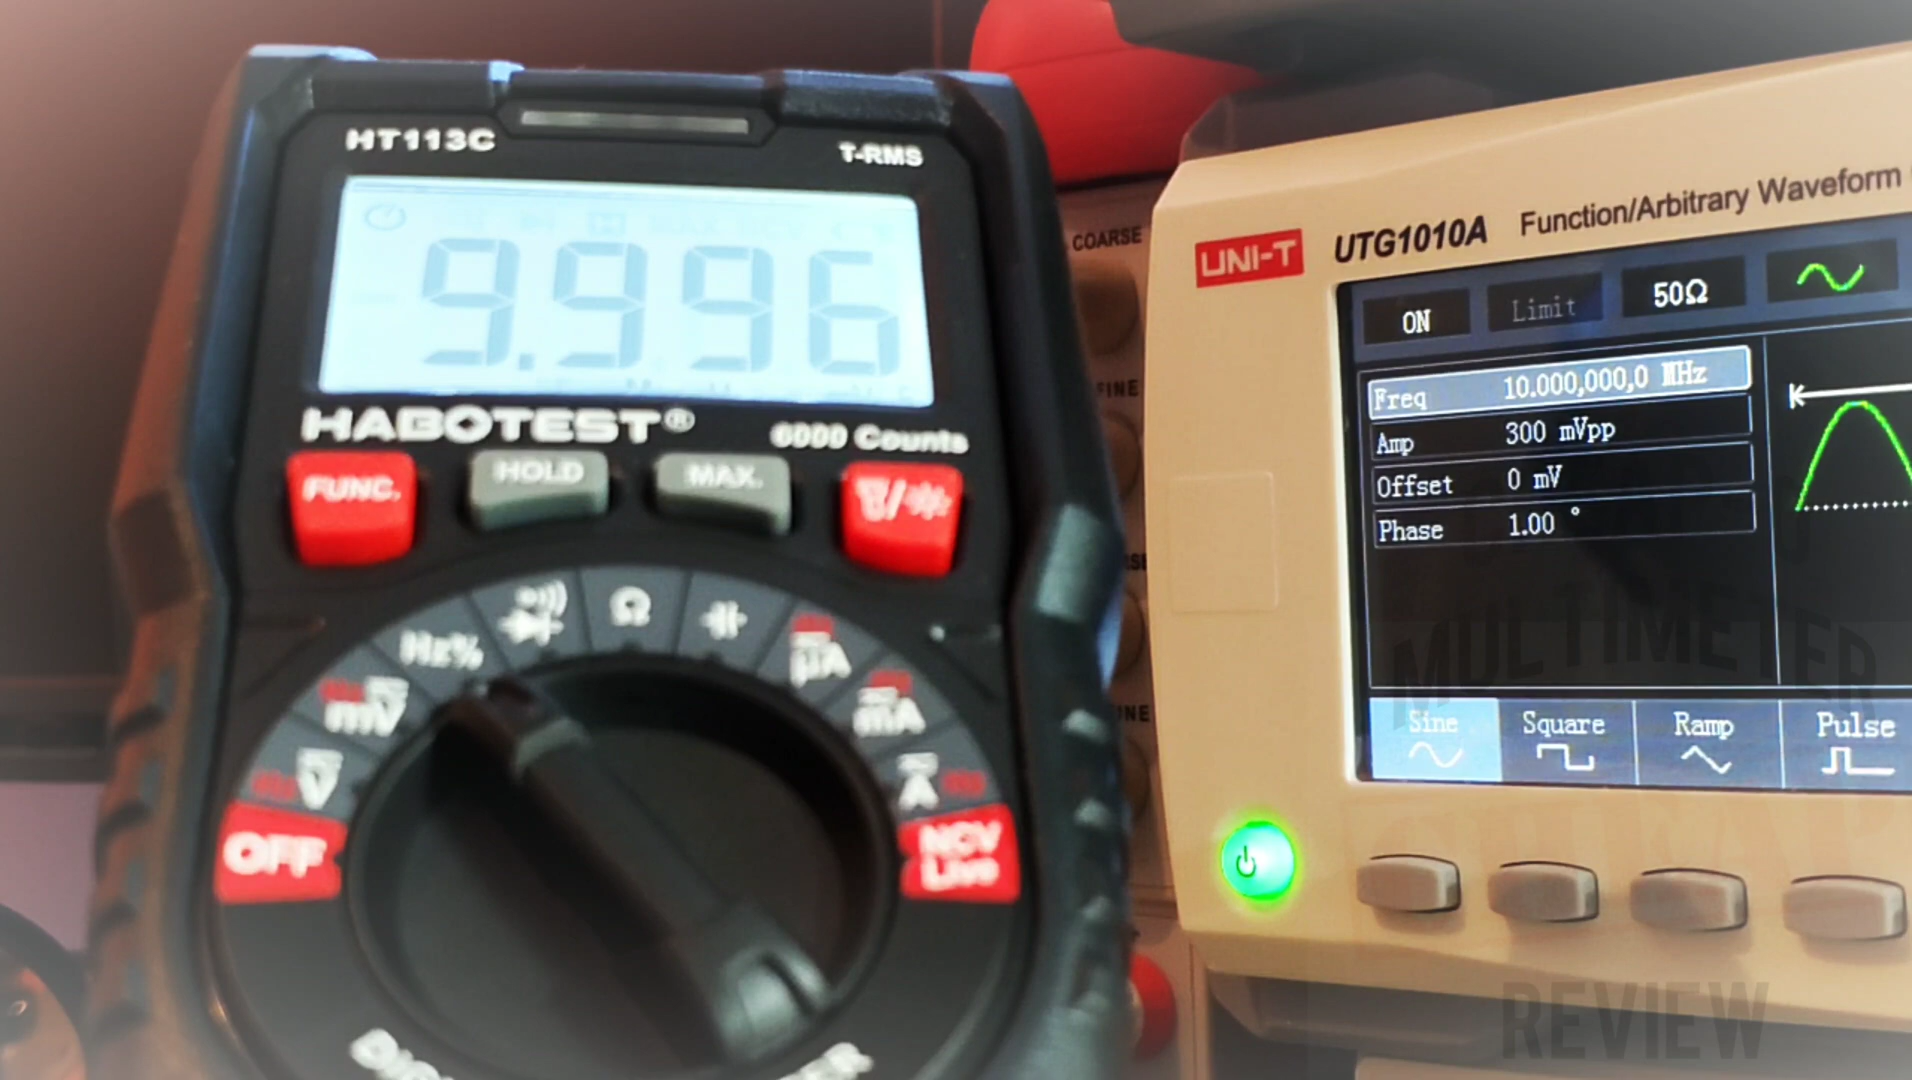 HT113C
T-RMS
9.996
HABOTEST®
6000 Counts
FUNC.
HOLD
MAX.
Hz%
Ω
mV
V
µA
mA
A
OFF
NCV
Live
COARSE
FINE
UNI-T
UTG1010A
Function/Arbitrary Waveform
ON
Limit
50Ω
Freq 10.000,000,0 MHz
Amp 300 mVpp
Offset 0 mV
Phase 1.00 °
Sine
Square
Ramp
Pulse
MULTIMETER
REVIEW